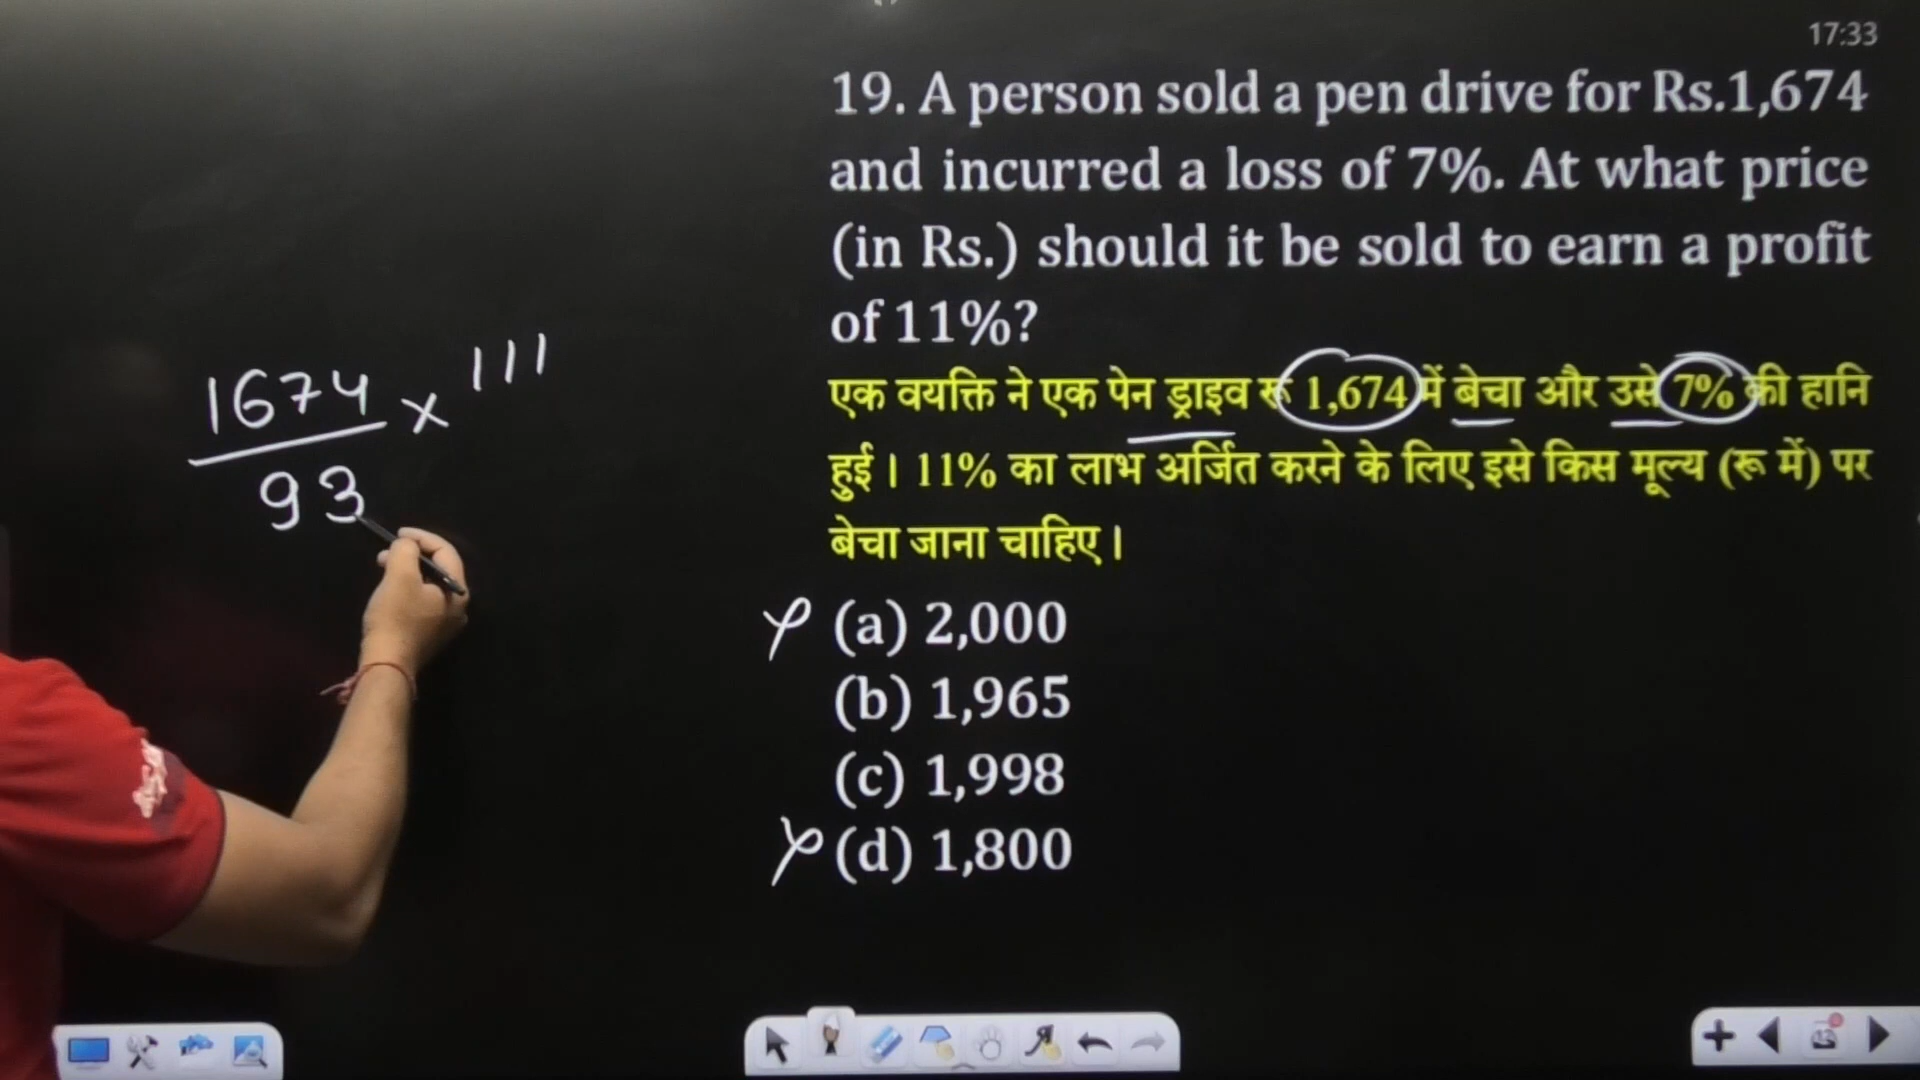 17:33
19. A person sold a pen drive for Rs.1,674
and incurred a loss of 7%. At what price
(in Rs.) should it be sold to earn a profit
of 11%?
एक वयक्ति ने एक पेन ड्राइव रू 1,674 में बेचा और उसे 7% की हानि
हुई। 11% का लाभ अर्जित करने के लिए इसे किस मूल्य (रू में) पर
बेचा जाना चाहिए।
(a) 2,000
(b) 1,965
(c) 1,998
(d) 1,800
1674 × 111
93